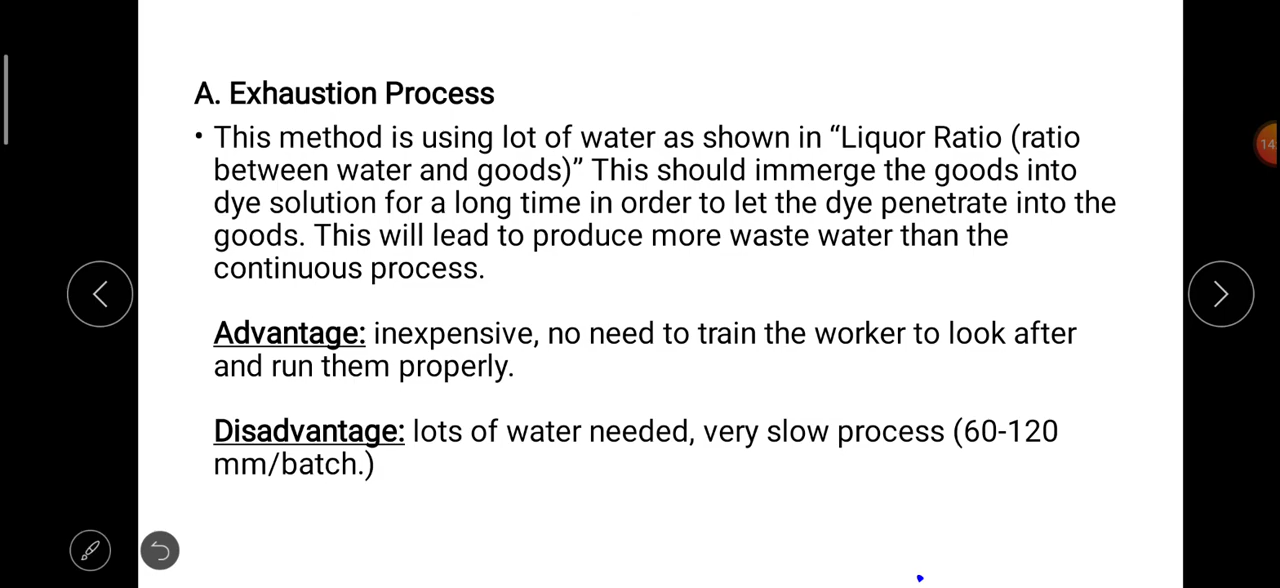 A. Exhaustion Process
• This method is using lot of water as shown in “Liquor Ratio (ratio
between water and goods)” This should immerge the goods into
dye solution for a long time in order to let the dye penetrate into the
goods. This will lead to produce more waste water than the
continuous process.
Advantage: inexpensive, no need to train the worker to look after
and run them properly.
Disadvantage: lots of water needed, very slow process (60-120
mm/batch.)
14